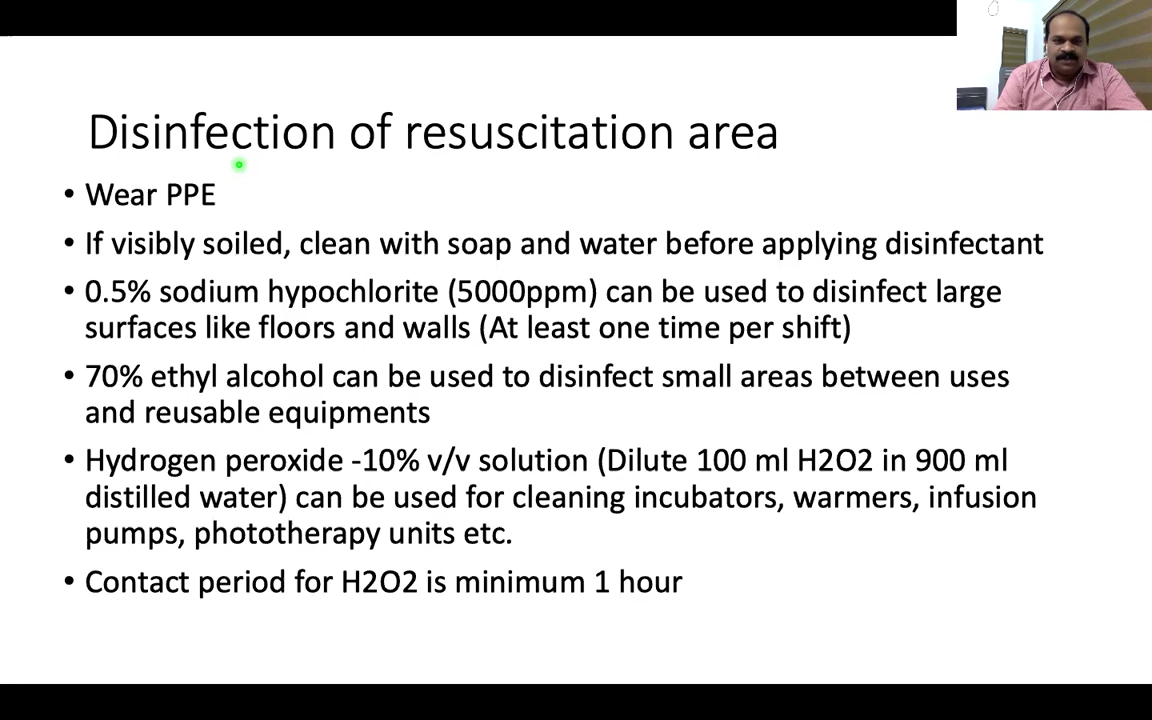 Disinfection of resuscitation area
• Wear PPE
• If visibly soiled, clean with soap and water before applying disinfectant
• 0.5% sodium hypochlorite (5000ppm) can be used to disinfect large
surfaces like floors and walls (At least one time per shift)
• 70% ethyl alcohol can be used to disinfect small areas between uses
and reusable equipments
• Hydrogen peroxide -10% v/v solution (Dilute 100 ml H2O2 in 900 ml
distilled water) can be used for cleaning incubators, warmers, infusion
pumps, phototherapy units etc.
• Contact period for H2O2 is minimum 1 hour